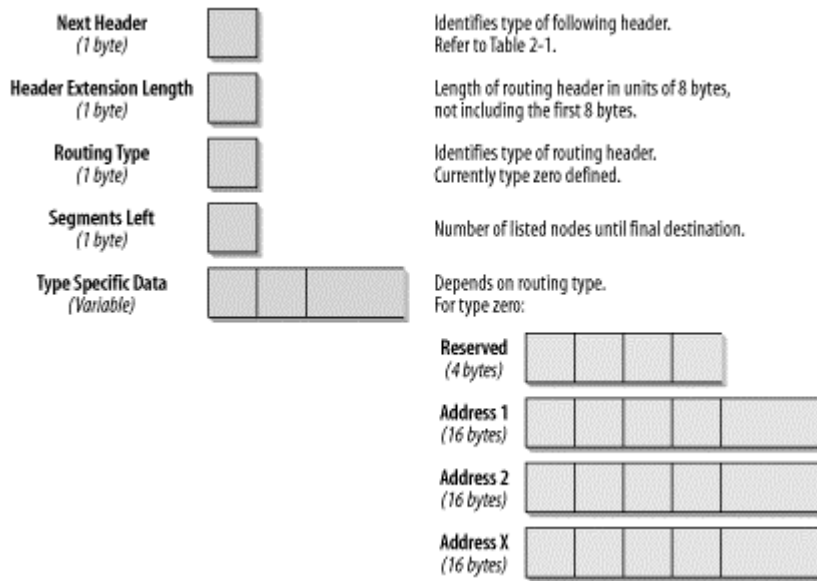 Next Header
(1 byte)
Identifies type of following header.
Refer to Table 2-1.
Header Extension Length
(1 byte)
Length of routing header in units of 8 bytes,
not including the first 8 bytes.
Routing Type
(1 byte)
Identifies type of routing header.
Currently type zero defined.
Segments Left
(1 byte)
Number of listed nodes until final destination.
Type Specific Data
(Variable)
Depends on routing type.
For type zero:
Reserved
(4 bytes)
Address 1
(16 bytes)
Address 2
(16 bytes)
Address X
(16 bytes)